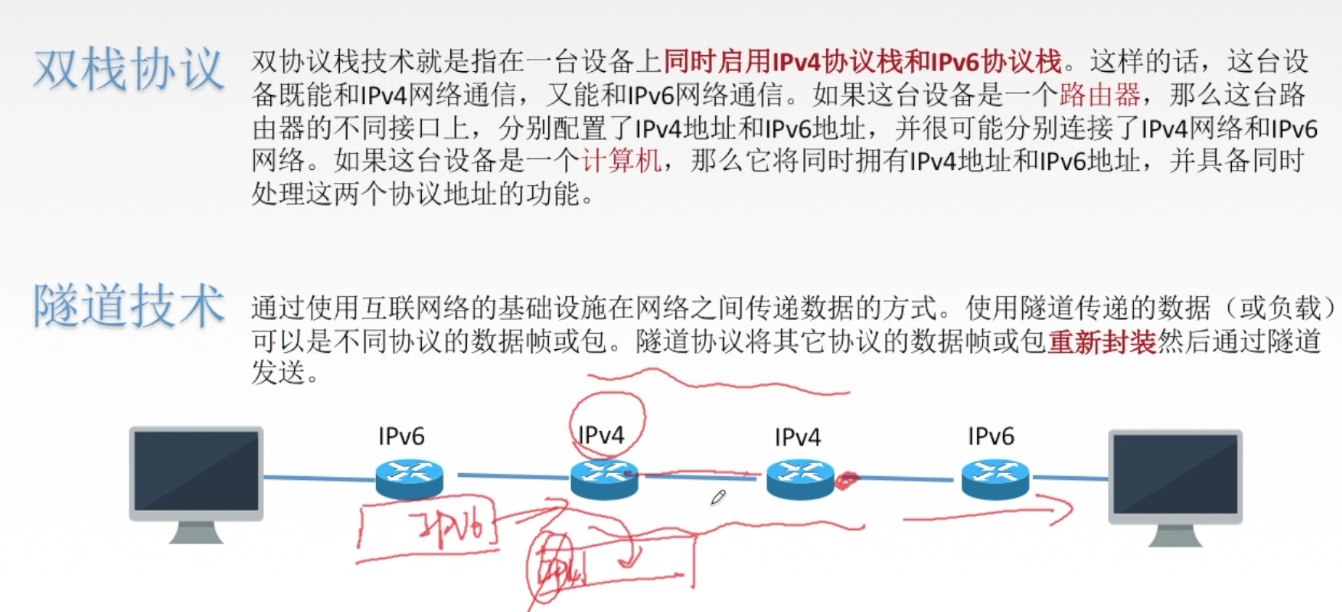 双栈协议
双协议栈技术就是指在一台设备上同时启用IPv4协议栈和IPv6协议栈。这样的话，这台设
备既能和IPv4网络通信，又能和IPv6网络通信。如果这台设备是一个路由器，那么这台路
由器的不同接口上，分别配置了IPv4地址和IPv6地址，并很可能分别连接了IPv4网络和IPv6
网络。如果这台设备是一个计算机，那么它将同时拥有IPv4地址和IPv6地址，并具备同时
处理这两个协议地址的功能。
隧道技术
通过使用互联网络的基础设施在网络之间传递数据的方式。使用隧道传递的数据（或负载）
可以是不同协议的数据帧或包。隧道协议将其它协议的数据帧或包重新封装然后通过隧道
发送。
IPv6
IPv4
IPv4
IPv6
IPV6